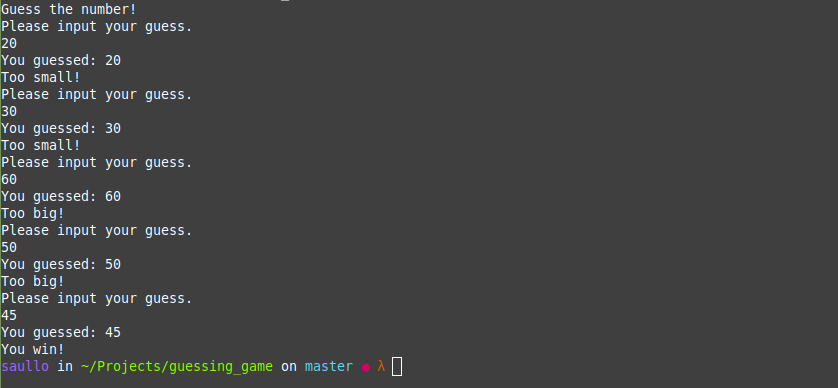 Guess the number!
Please input your guess.
20
You guessed: 20
Too small!
Please input your guess.
30
You guessed: 30
Too small!
Please input your guess.
60
You guessed: 60
Too big!
Please input your guess.
50
You guessed: 50
Too big!
Please input your guess.
45
You guessed: 45
You win!
saullo in ~/Projects/guessing_game on master ● λ